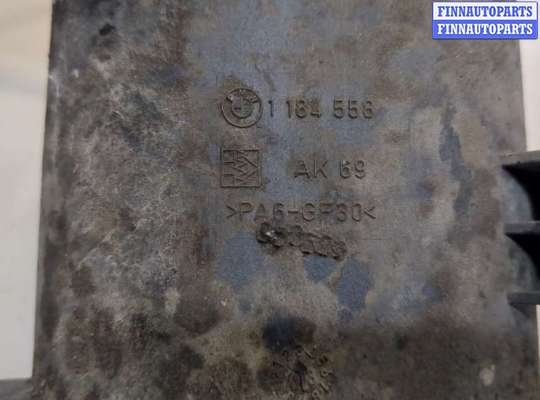 FINNAUTOPARTS
FINNAUTOPARTS
1 184 556
AK 69
>PA6-GF30<